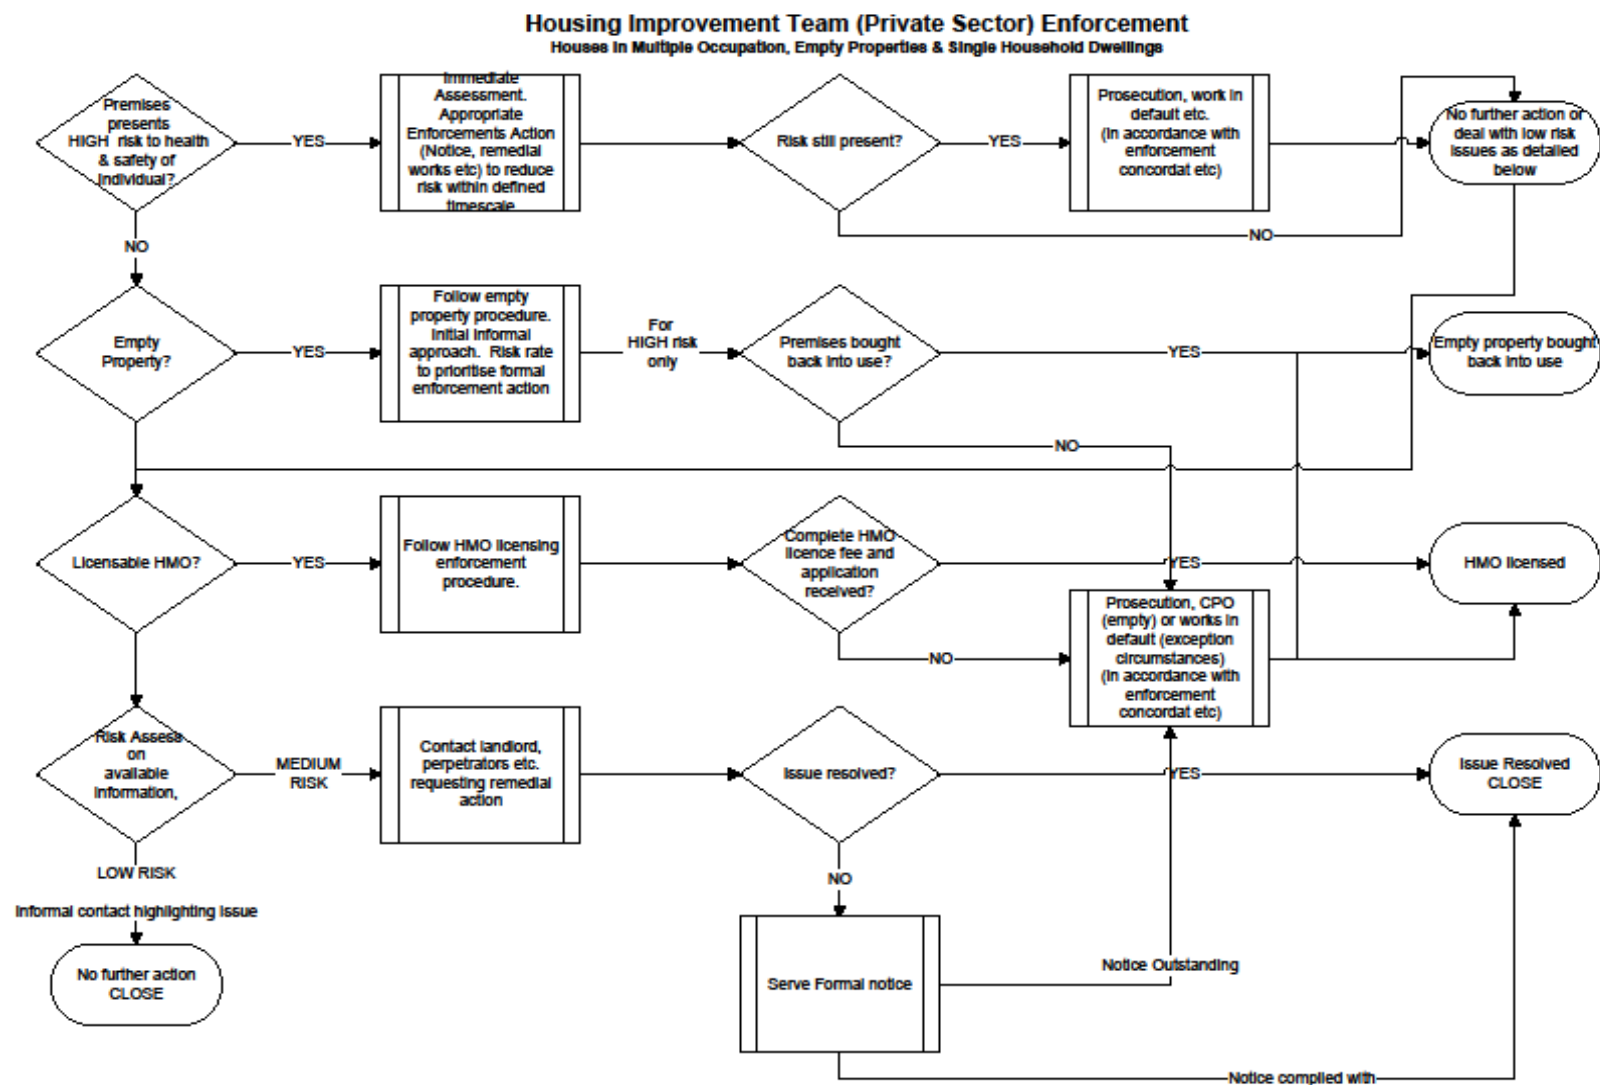 Housing Improvement Team (Private Sector) Enforcement
Houses in Multiple Occupation, Empty Properties & Single Household Dwellings
Premises
presents
HIGH risk to health
& safety of
individual?
YES
Immediate
Assessment.
Appropriate
Enforcements Action
(Notice, remedial
works etc) to reduce
risk within defined
timescale
Risk still present?
YES
Prosecution, work in
default etc.
(in accordance with
enforcement
concordat etc)
No further action or
deal with low risk
issues as detailed
below
NO
NO
Empty
Property?
YES
Follow empty
property procedure.
Initial informal
approach. Risk rate
to prioritise formal
enforcement action
For
HIGH risk
only
Premises bought
back into use?
YES
Empty property bought
back into use
NO
Licensable HMO?
YES
Follow HMO licensing
enforcement
procedure.
Complete HMO
licence fee and
application
received?
YES
HMO licensed
NO
Prosecution, CPO
(empty) or works in
default (exception
circumstances)
(in accordance with
enforcement
concordat etc)
Risk Assess
on
available
information,
MEDIUM
RISK
Contact landlord,
perpetrators etc.
requesting remedial
action
Issue resolved?
YES
Issue Resolved
CLOSE
LOW RISK
NO
Informal contact highlighting issue
No further action
CLOSE
Serve Formal notice
Notice Outstanding
Notice complied with